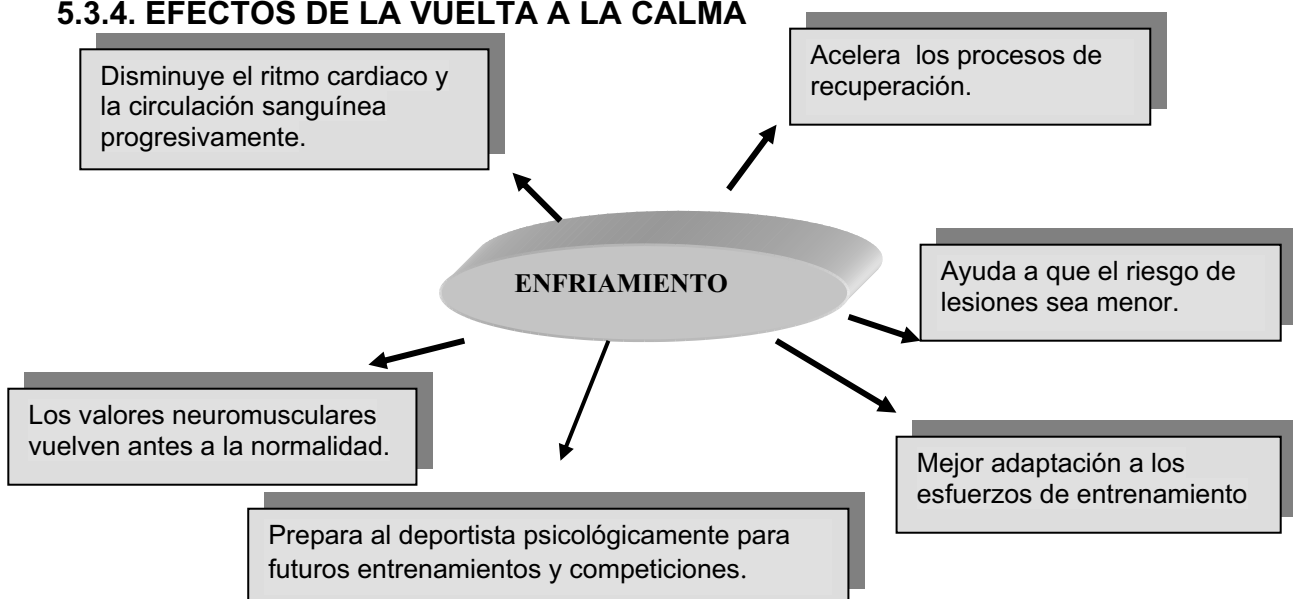 5.3.4. EFECTOS DE LA VUELTA A LA CALMA
Disminuye el ritmo cardiaco y
la circulación sanguínea
progresivamente.
Acelera  los procesos de
recuperación.
ENFRIAMIENTO
Ayuda a que el riesgo de
lesiones sea menor.
Los valores neuromusculares
vuelven antes a la normalidad.
Mejor adaptación a los
esfuerzos de entrenamiento
Prepara al deportista psicológicamente para
futuros entrenamientos y competiciones.